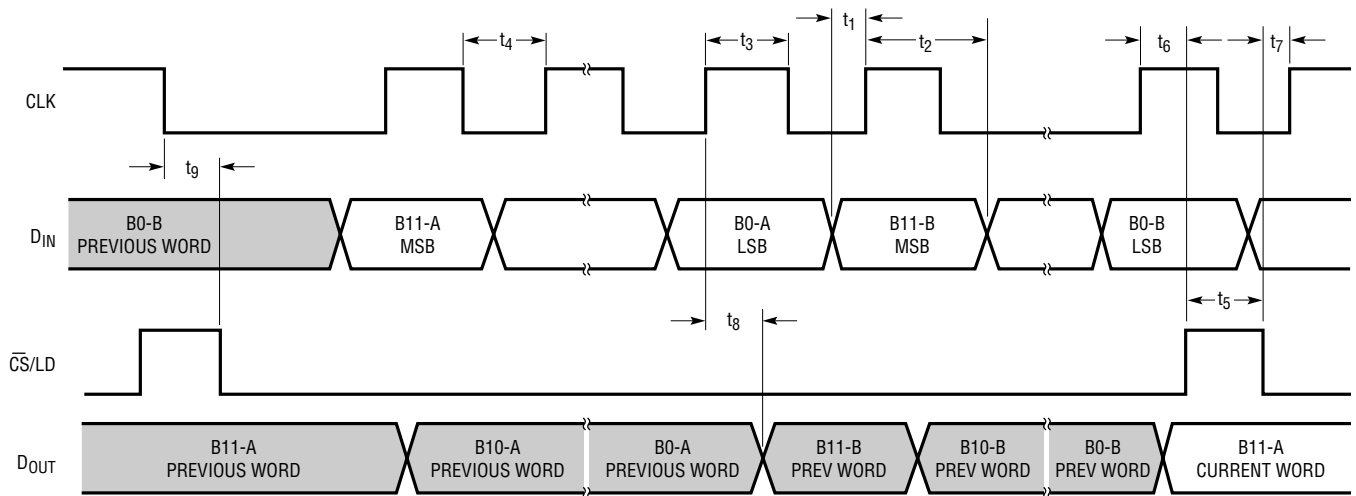 t4
t3
t1
t2
t6
t7
CLK
t9
DIN
B0-B
PREVIOUS WORD
B11-A
MSB
B0-A
LSB
B11-B
MSB
B0-B
LSB
t8
t5
C̅S̅/LD
DOUT
B11-A
PREVIOUS WORD
B10-A
PREVIOUS WORD
B0-A
PREVIOUS WORD
B11-B
PREV WORD
B10-B
PREV WORD
B0-B
PREV WORD
B11-A
CURRENT WORD